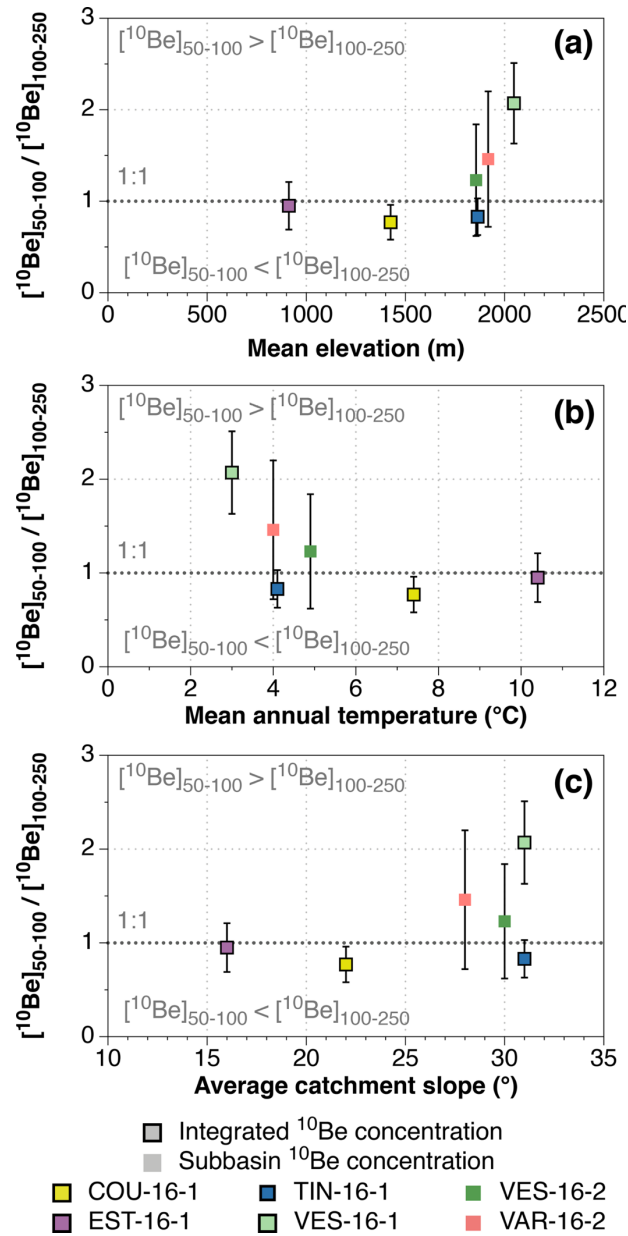 [¹⁰Be]₅₀₋₁₀₀ / [¹⁰Be]₁₀₀₋₂₅₀
3
2
1
0
[¹⁰Be]₅₀₋₁₀₀ > [¹⁰Be]₁₀₀₋₂₅₀
(a)
1:1
[¹⁰Be]₅₀₋₁₀₀ < [¹⁰Be]₁₀₀₋₂₅₀
0 500 1000 1500 2000 2500
Mean elevation (m)
[¹⁰Be]₅₀₋₁₀₀ / [¹⁰Be]₁₀₀₋₂₅₀
3
2
1
0
[¹⁰Be]₅₀₋₁₀₀ > [¹⁰Be]₁₀₀₋₂₅₀
(b)
1:1
[¹⁰Be]₅₀₋₁₀₀ < [¹⁰Be]₁₀₀₋₂₅₀
0 2 4 6 8 10 12
Mean annual temperature (°C)
[¹⁰Be]₅₀₋₁₀₀ / [¹⁰Be]₁₀₀₋₂₅₀
3
2
1
0
[¹⁰Be]₅₀₋₁₀₀ > [¹⁰Be]₁₀₀₋₂₅₀
(c)
1:1
[¹⁰Be]₅₀₋₁₀₀ < [¹⁰Be]₁₀₀₋₂₅₀
10 15 20 25 30 35
Average catchment slope (°)
Integrated ¹⁰Be concentration
Subbasin ¹⁰Be concentration
COU-16-1 TIN-16-1 VES-16-2
EST-16-1 VES-16-1 VAR-16-2